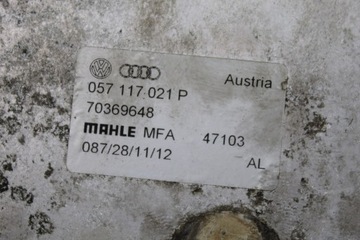 Austria
057 117 021 P
70369648
MAHLE MFA 47103
087/28/11/12 AL